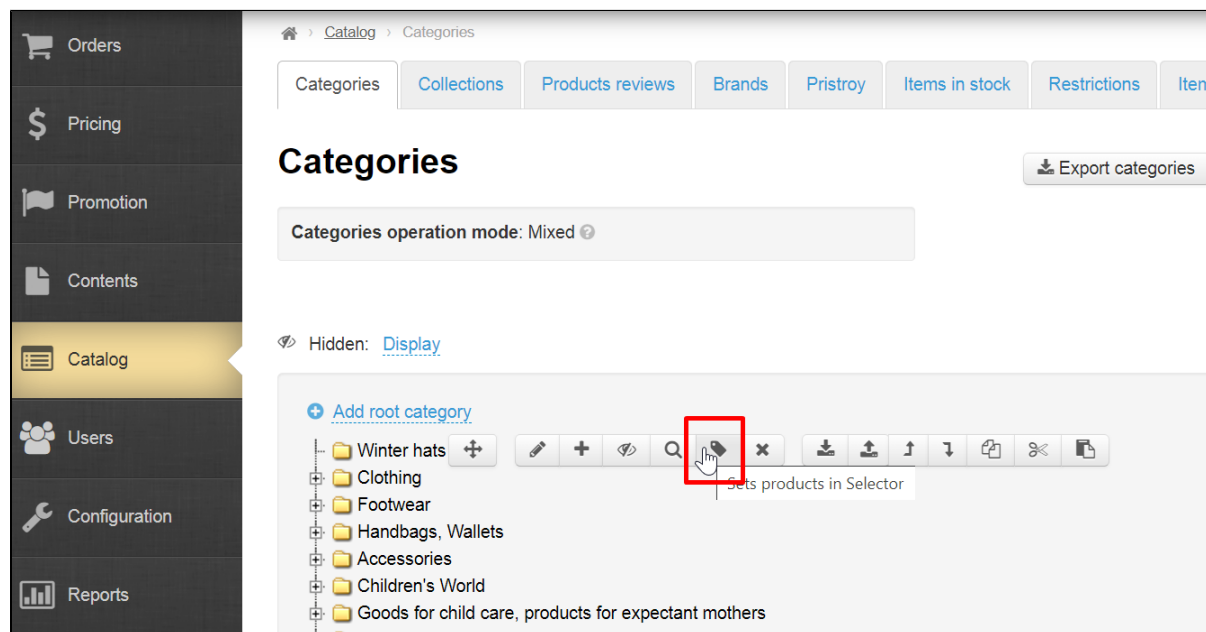 Orders
Pricing
Promotion
Contents
Catalog
Users
Configuration
Reports
Catalog Categories
Categories Collections Products reviews Brands Pristroy Items in stock Restrictions
Categories
Export categories
Categories operation mode: Mixed
Hidden: Display
Add root category
Winter hats
Sets products in Selector
Clothing
Footwear
Handbags, Wallets
Accessories
Children's World
Goods for child care, products for expectant mothers